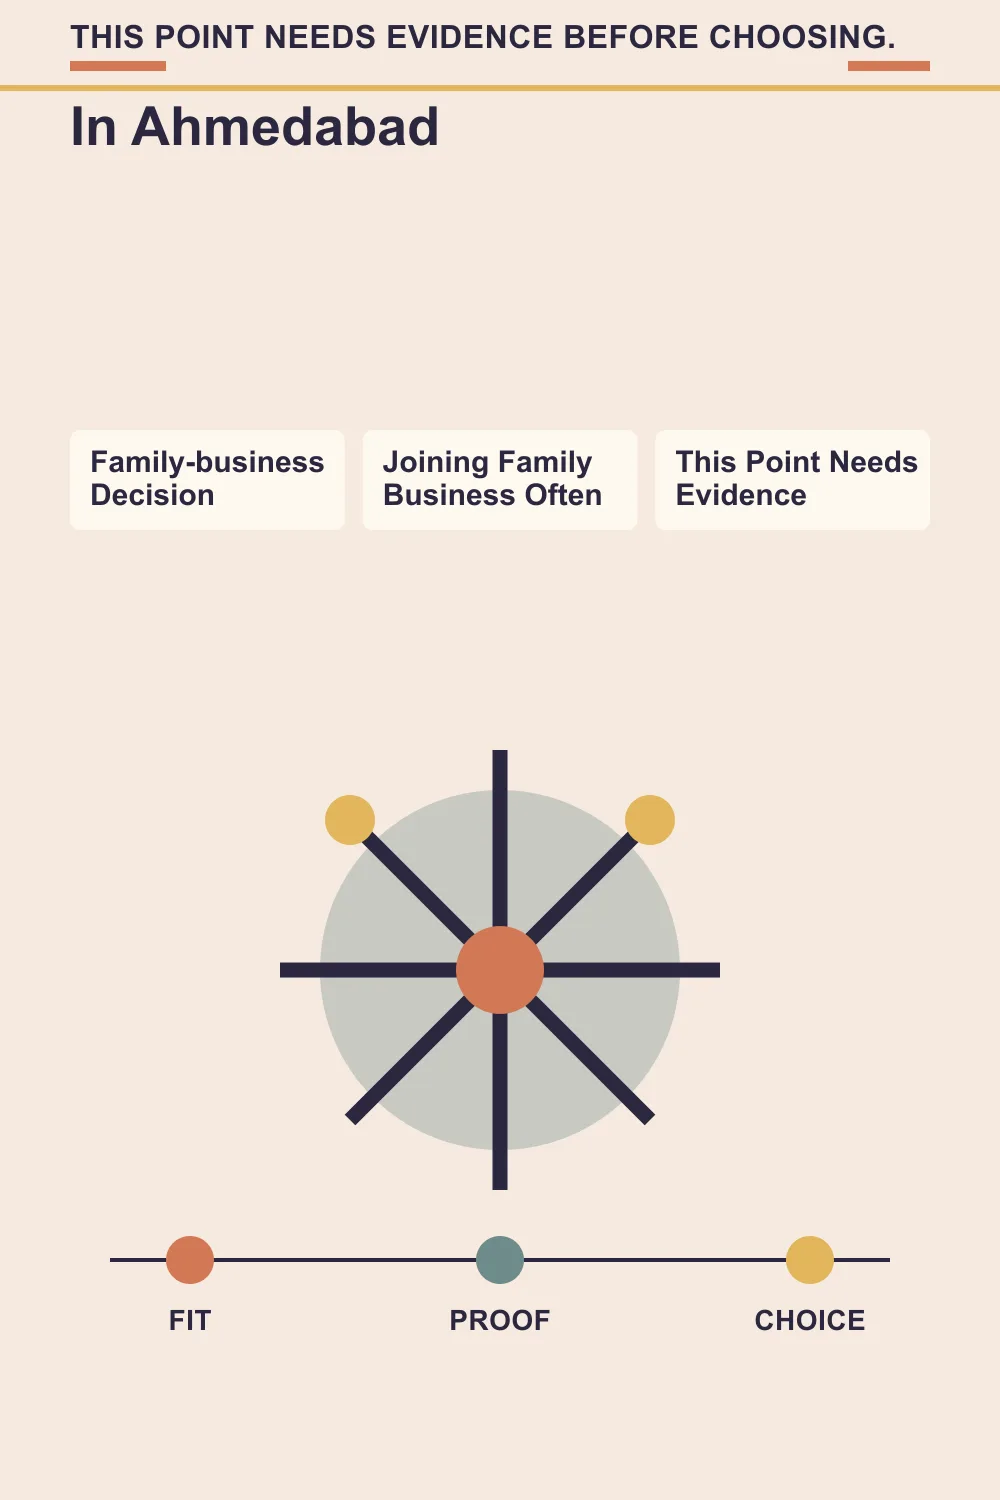 THIS POINT NEEDS EVIDENCE BEFORE CHOOSING.
In Ahmedabad
Family-business
Decision
Joining Family
Business Often
This Point Needs
Evidence
FIT
PROOF
CHOICE